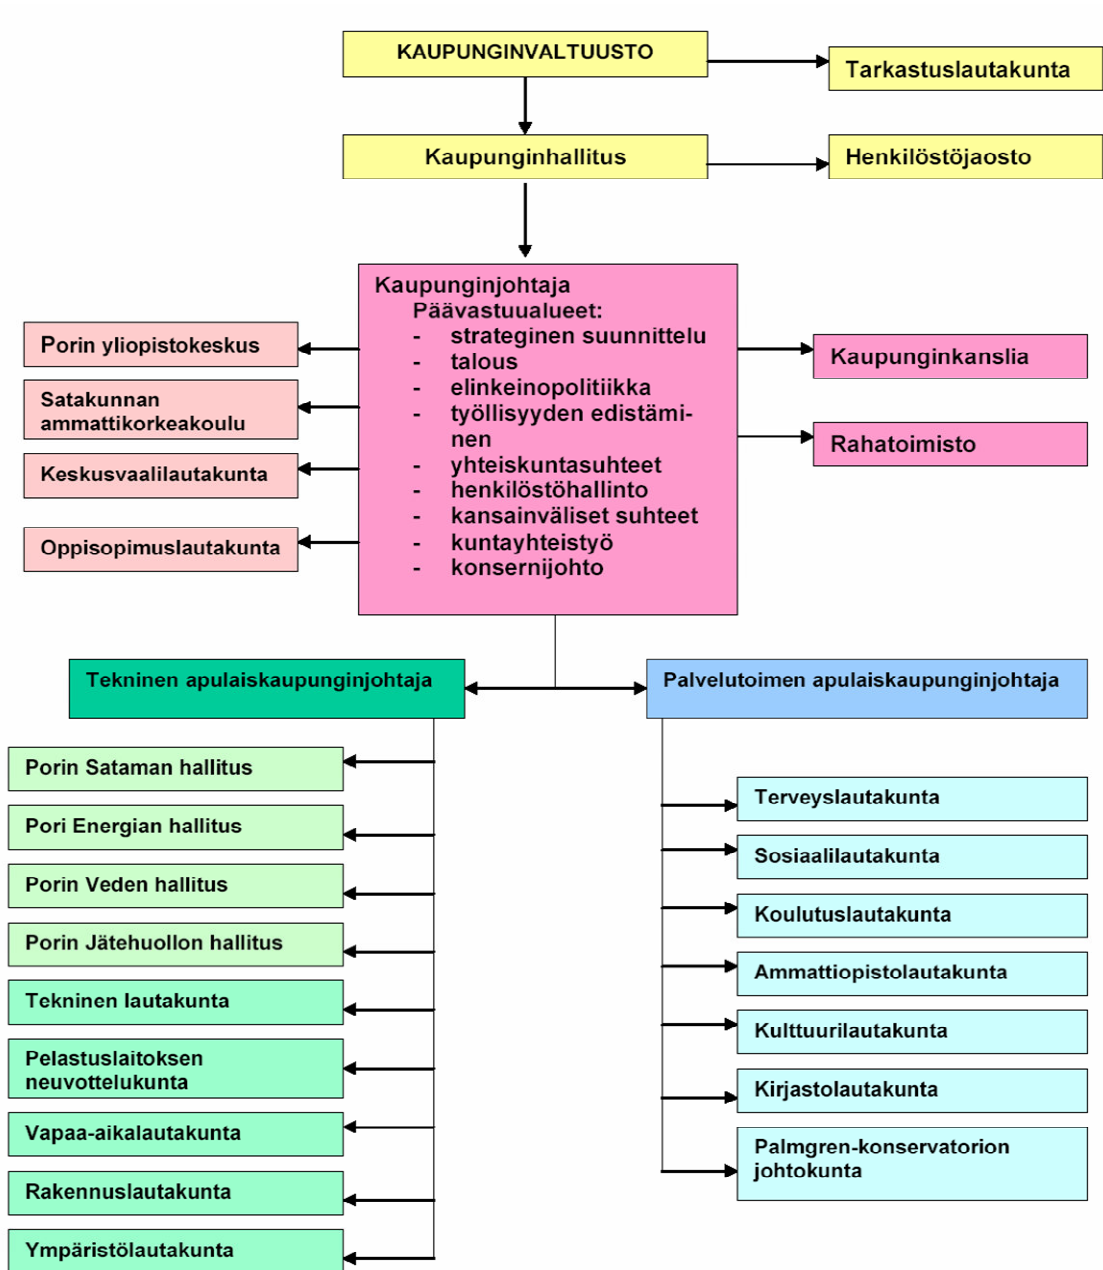 KAUPUNGINVALTUUSTO
Tarkastuslautakunta
Kaupunginhallitus
Henkilöstöjaosto
Kaupunginjohtaja
Päävastuualueet:
- strateginen suunnittelu
- talous
- elinkeinopolitiikka
- työllisyyden edistämi-
nen
- yhteiskuntasuhteet
- henkilöstöhallinto
- kansainväliset suhteet
- kuntayhteistyö
- konsernijohto
Porin yliopistokeskus
Satakunnan
ammattikorkeakoulu
Keskusvaalilautakunta
Oppisopimuslautakunta
Kaupunginkanslia
Rahatoimisto
Tekninen apulaiskaupunginjohtaja
Palvelutoimen apulaiskaupunginjohtaja
Porin Sataman hallitus
Pori Energian hallitus
Porin Veden hallitus
Porin Jätehuollon hallitus
Tekninen lautakunta
Pelastuslaitoksen
neuvottelukunta
Vapaa-aikalautakunta
Rakennuslautakunta
Ympäristölautakunta
Terveyslautakunta
Sosiaalilautakunta
Koulutuslautakunta
Ammattiopistolautakunta
Kulttuurilautakunta
Kirjastolautakunta
Palmgren-konservatorion
johtokunta